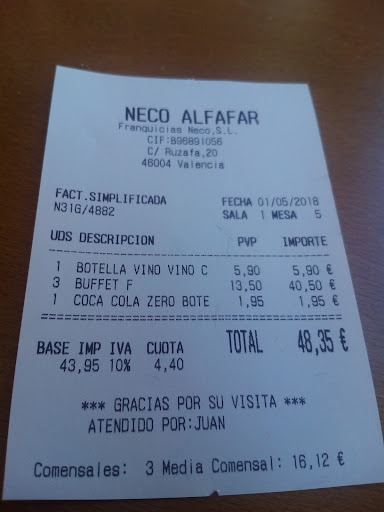 NECO ALFAFAR
Franquicias Neco,S.L.
CIF:B96891056
C/ Ruzafa,20
46004 Valencia
FACT.SIMPLIFICADA FECHA 01/05/2018
N31G/4882 SALA 1 MESA 5
UDS DESCRIPCION PVP IMPORTE
1 BOTELLA VINO VINO C 5,90 5,90 €
3 BUFFET F 13,50 40,50 €
1 COCA COLA ZERO BOTE 1,95 1,95 €
BASE IMP IVA CUOTA TOTAL 48,35 €
43,95 10% 4,40
*** GRACIAS POR SU VISITA ***
ATENDIDO POR:JUAN
Comensales: 3 Media Comensal: 16,12 €